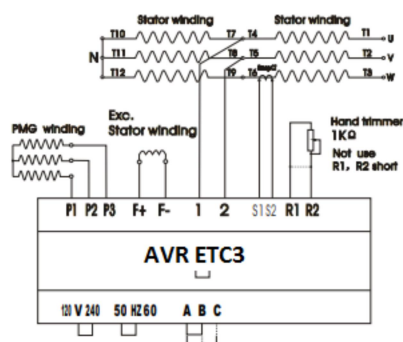 Stator winding Stator winding
T10 T7 T4 T1 U
N T11 T8 T5 T2 V
T12 T9 T6 T3 W
Exc.
Stator winding
PMG winding
Hand trimmer
1KΩ
Not use
R1, R2 short
P1 P2 P3 F+ F- 1 2 S1 S2 R1 R2
AVR ETC3
120 V 240 50 HZ 60 A B C